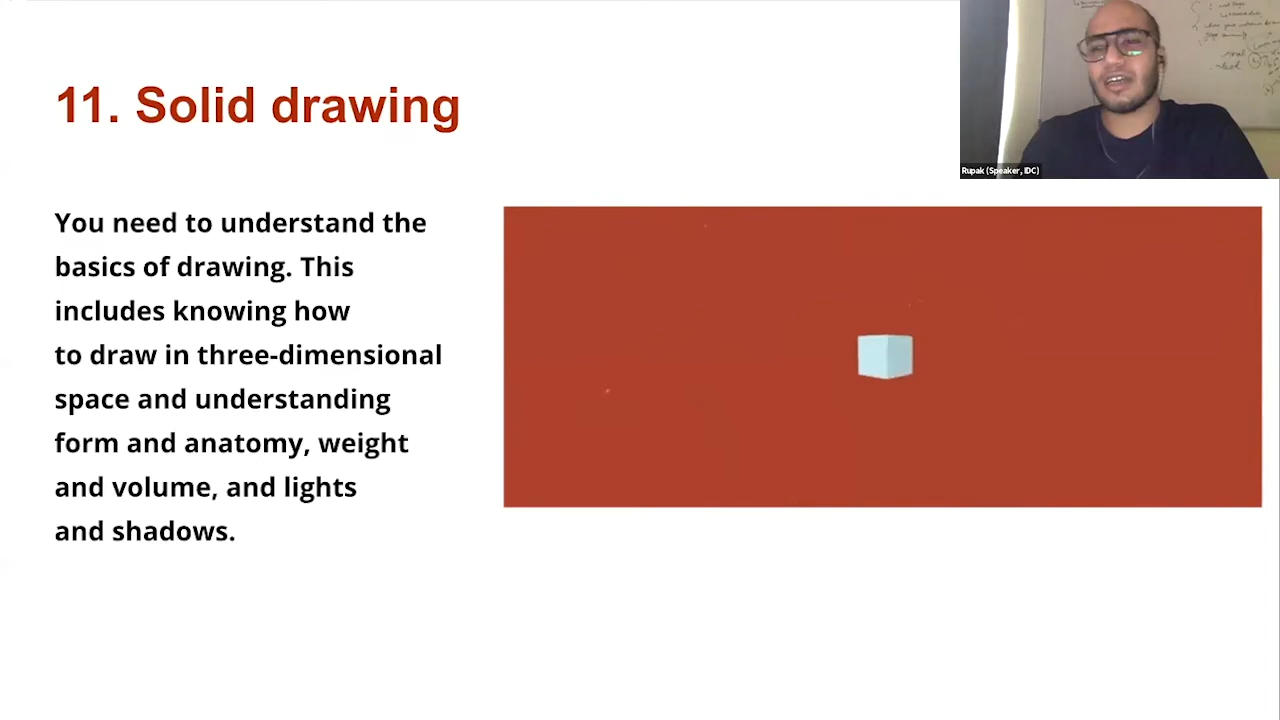 11. Solid drawing
You need to understand the
basics of drawing. This
includes knowing how
to draw in three-dimensional
space and understanding
form and anatomy, weight
and volume, and lights
and shadows.
Rupak (Speaker, IDC)